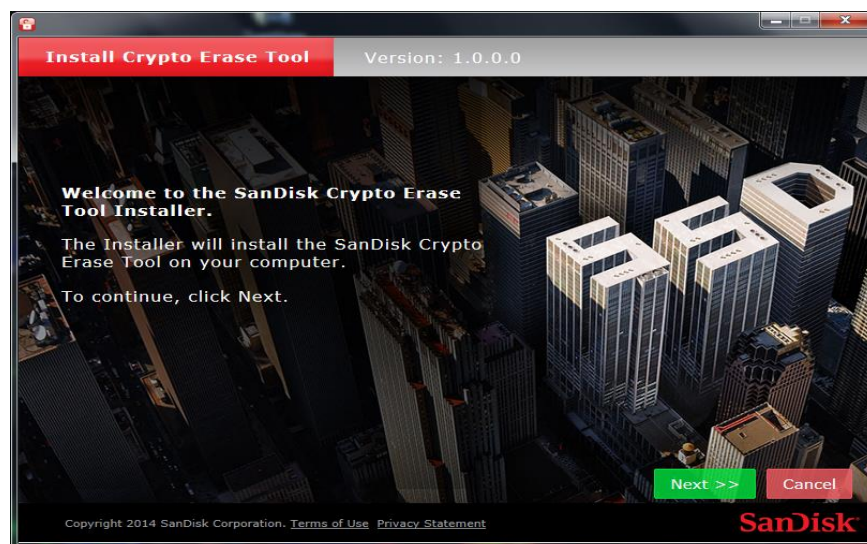 Install Crypto Erase Tool
Version: 1.0.0.0
Welcome to the SanDisk Crypto Erase
Tool Installer.
The Installer will install the SanDisk Crypto
Erase Tool on your computer.
To continue, click Next.
SSD
Next >>
Cancel
Copyright 2014 SanDisk Corporation. Terms of Use Privacy Statement
SanDisk